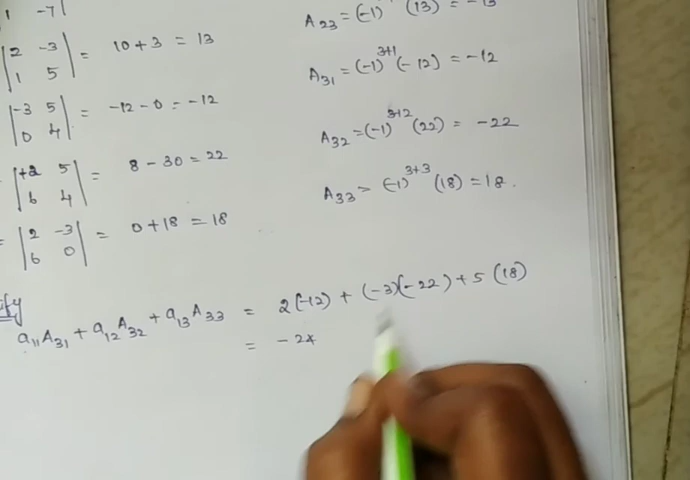 1 -7
A23 = (-1) (13) = -13
|2 -3| = 10+3 = 13
|1 5|
A31 = (-1)^3+1 (-12) = -12
|-3 5| = -12-0 = -12
|0 4|
A32 = (-1)^3+2 (22) = -22
|+2 5| = 8-30 = 22
|6 4|
A33 = (-1)^3+3 (18) = 18.
= |2 -3| = 0+18 = 18
|6 0|
a11A31 + a12A32 + a13A33 = 2(-12) + (-3)(-22) + 5(18)
= -24